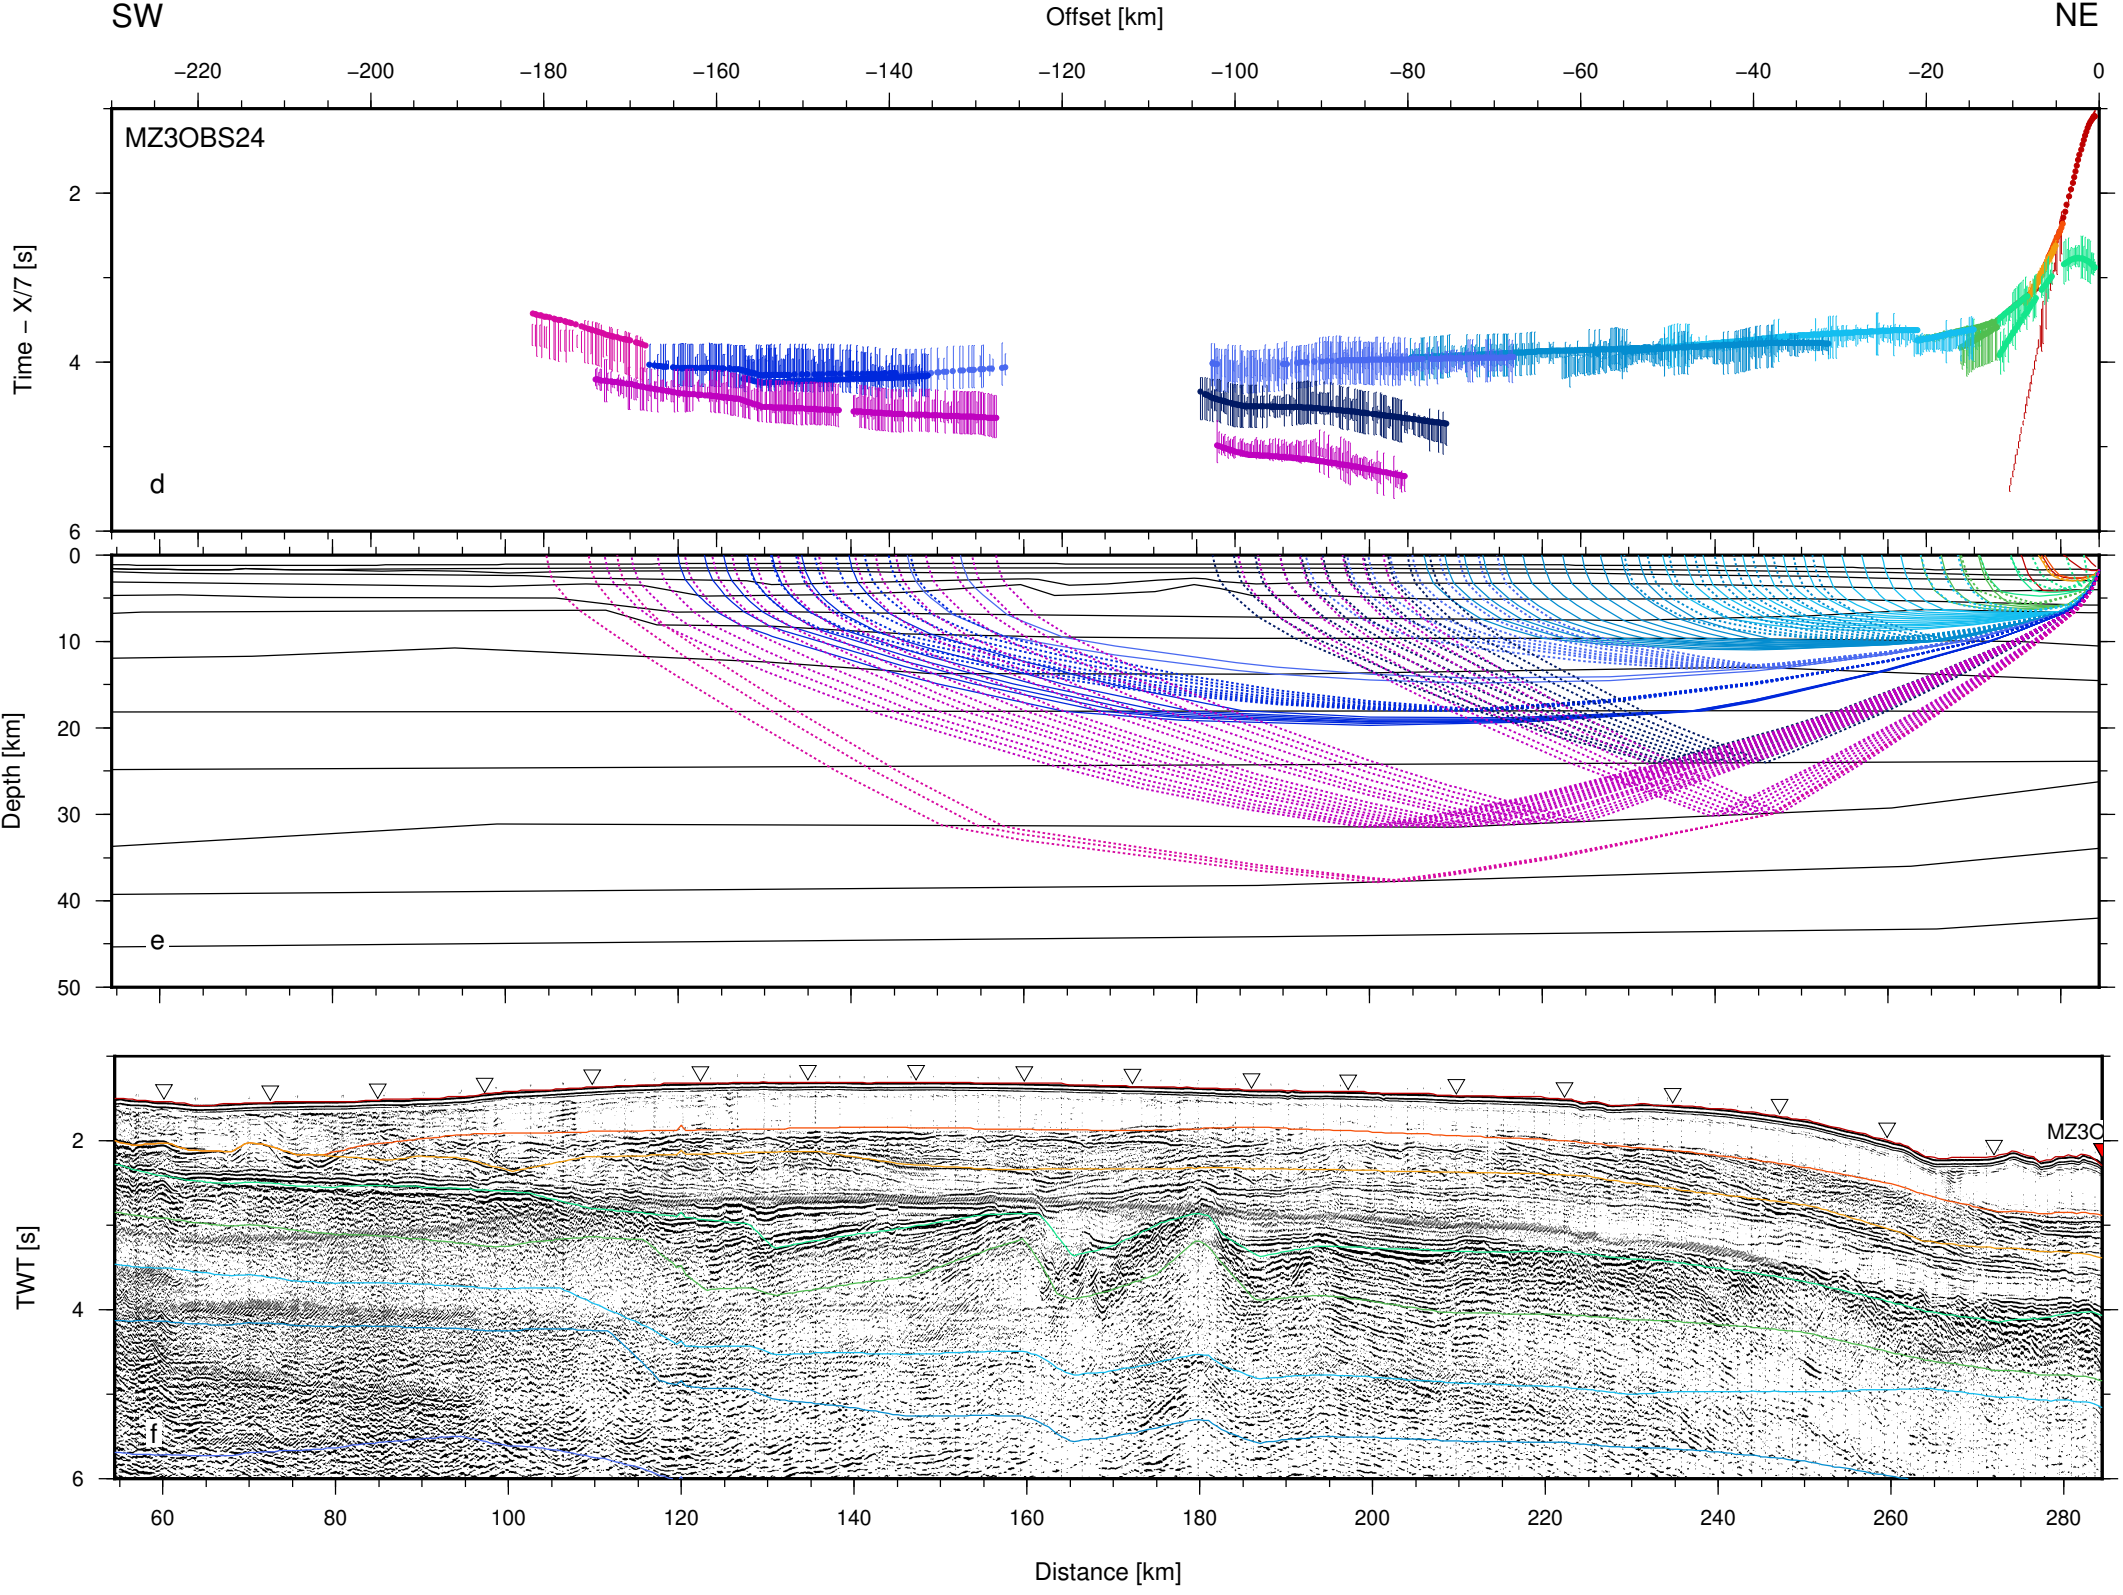 SW Offset [km] NE
−220 −200 −180 −160 −140 −120 −100 −80 −60 −40 −20 0
MZ3OBS24
2
4
6
Time − X/7 [s]
d
0
10
20
30
40
50
Depth [km]
e
MZ3O
2
4
6
TWT [s]
f
60 80 100 120 140 160 180 200 220 240 260 280
Distance [km]